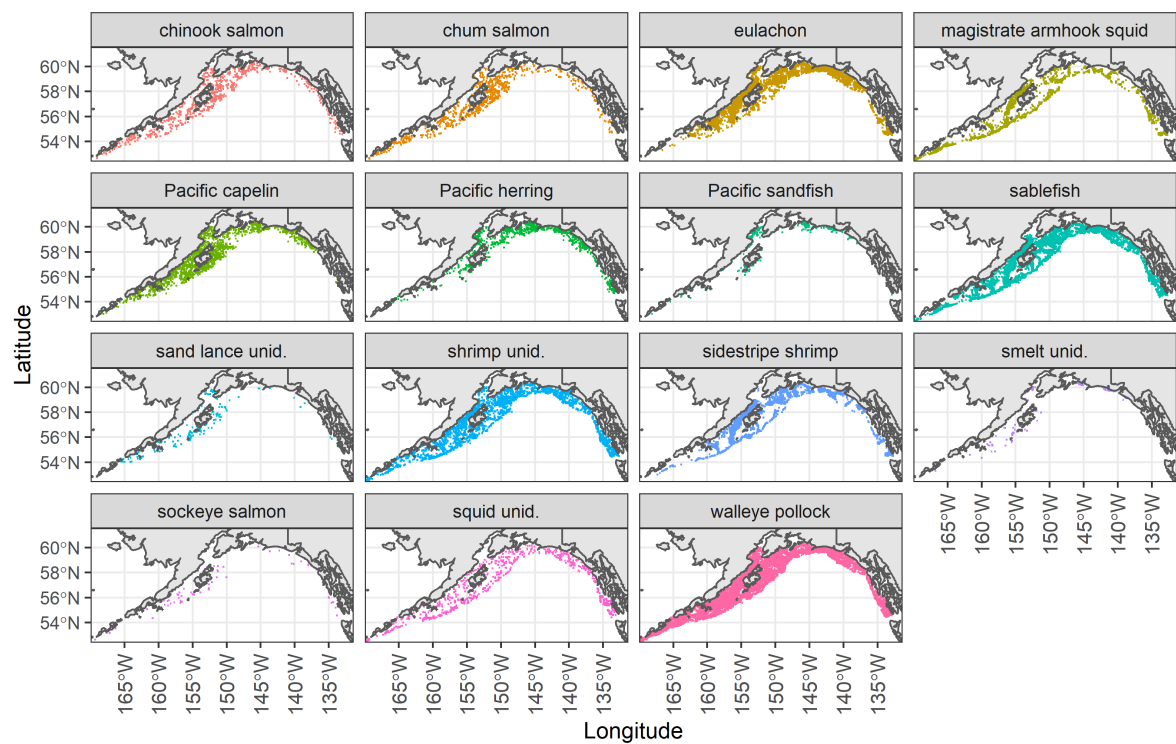 chinook salmon
chum salmon
eulachon
magistrate armhook squid
60°N
58°N
56°N
54°N
Pacific capelin
Pacific herring
Pacific sandfish
sablefish
60°N
58°N
56°N
54°N
sand lance unid.
shrimp unid.
sidestripe shrimp
smelt unid.
60°N
58°N
56°N
54°N
165°W
160°W
155°W
150°W
145°W
140°W
135°W
sockeye salmon
squid unid.
walleye pollock
60°N
58°N
56°N
54°N
165°W
160°W
155°W
150°W
145°W
140°W
135°W
165°W
160°W
155°W
150°W
145°W
140°W
135°W
165°W
160°W
155°W
150°W
145°W
140°W
135°W
Latitude
Longitude